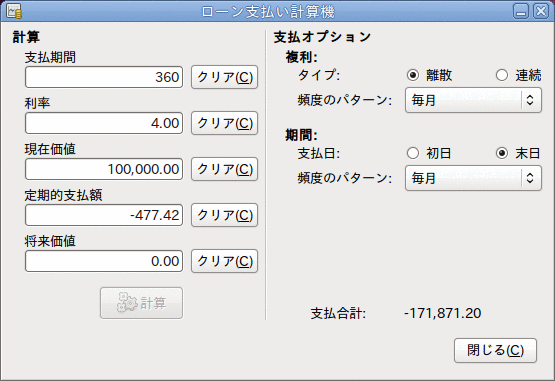 ローン支払い計算機
計算
支払期間
360 クリア(C)
利率
4.00 クリア(C)
現在価値
100,000.00 クリア(C)
定期的支払額
-477.42 クリア(C)
将来価値
0.00 クリア(C)
計算
支払オプション
複利:
タイプ: 離散 連続
頻度のパターン: 毎月
期間:
支払日: 初日 末日
頻度のパターン: 毎月
支払合計: -171,871.20
閉じる(C)